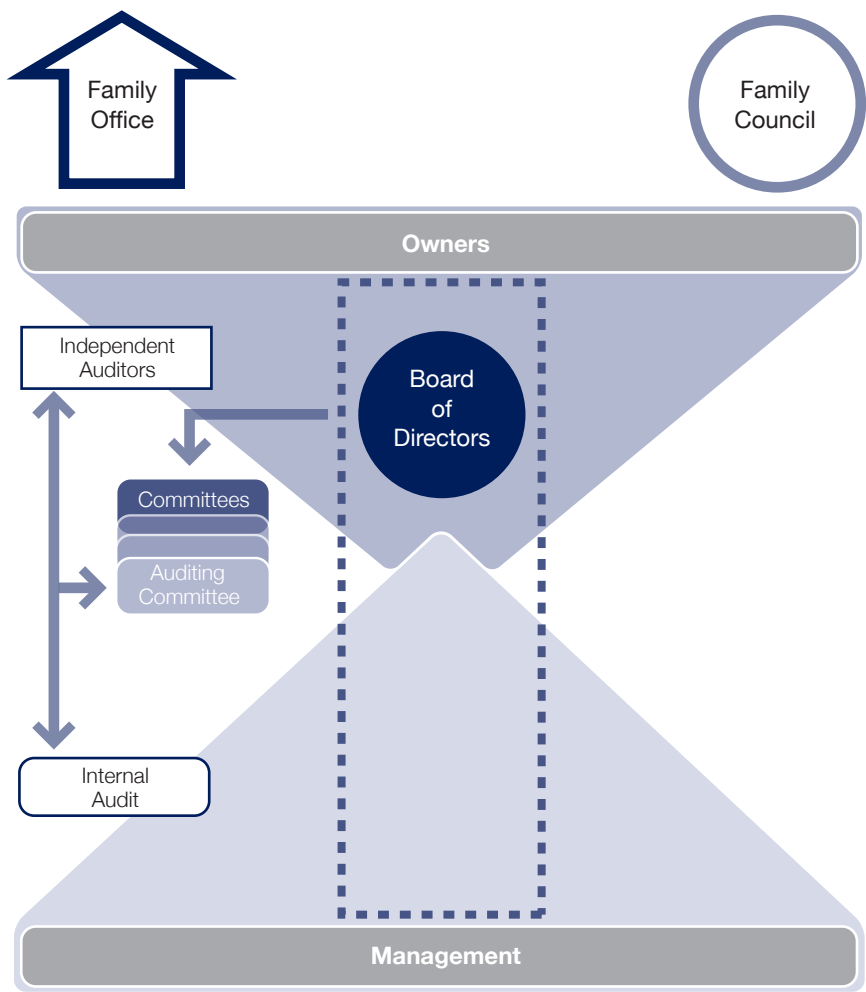 Family
Office
Family
Council
Owners
Independent
Auditors
Board
of
Directors
Committees
Auditing
Committee
Internal
Audit
Management